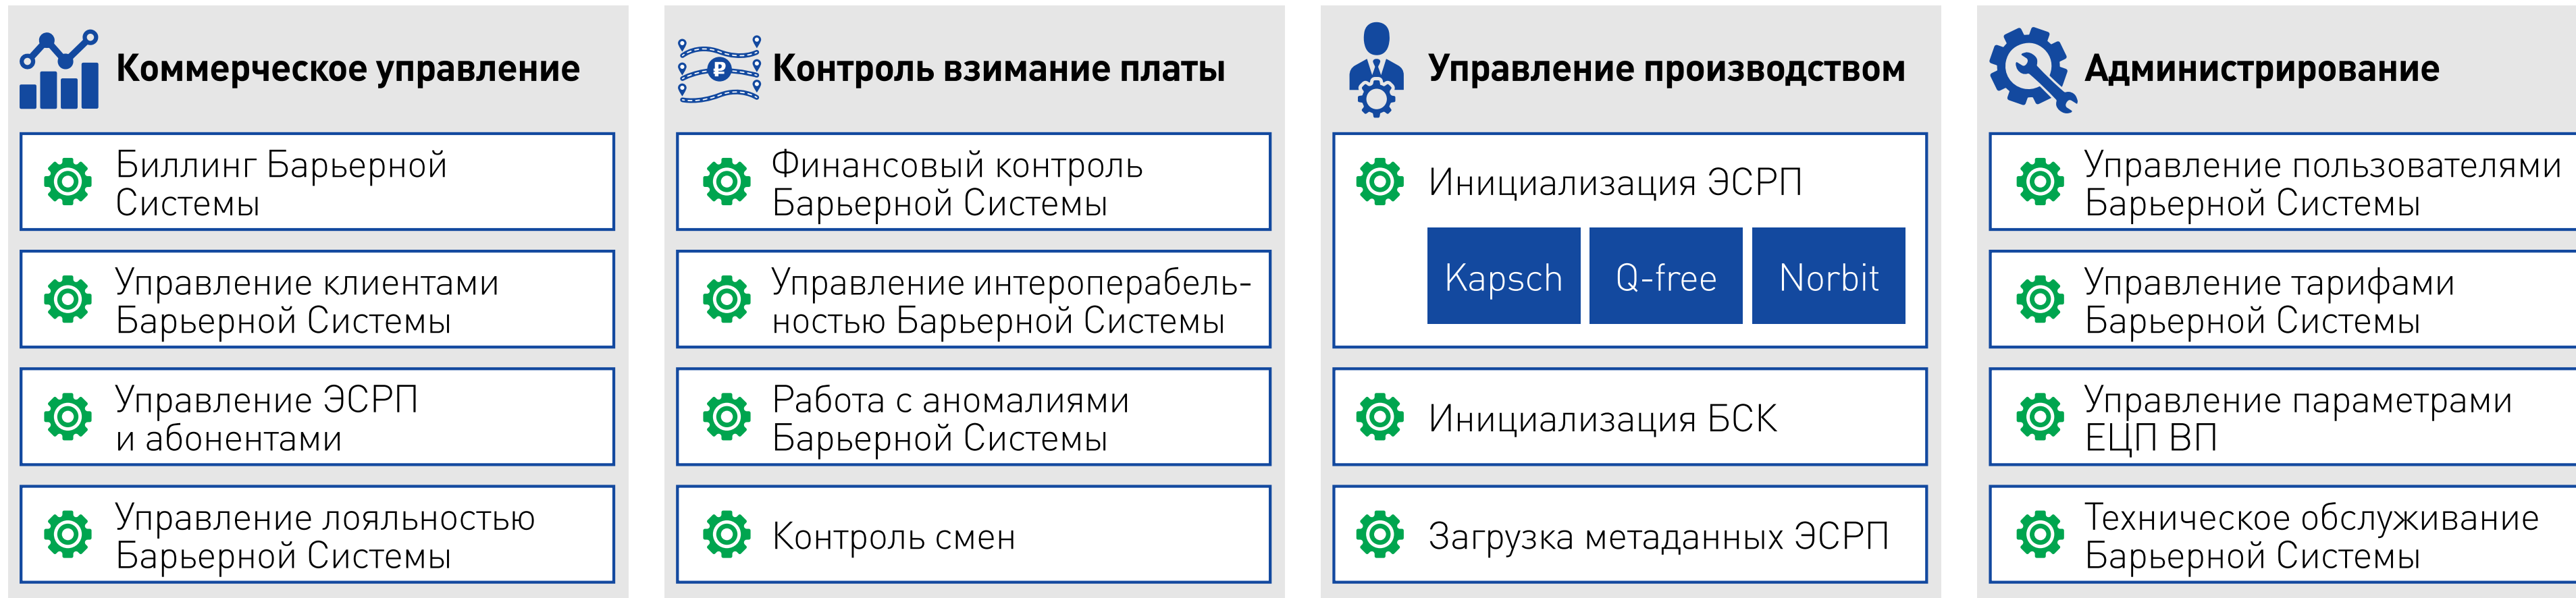 Коммерческое управление
Биллинг Барьерной
Системы
Управление клиентами
Барьерной Системы
Управление ЭСРП
и абонентами
Управление лояльностью
Барьерной Системы
₽
Контроль взимание платы
Финансовый контроль
Барьерной Системы
Управление интероперабель-
ностью Барьерной Системы
Работа с аномалиями
Барьерной Системы
Контроль смен
Управление производством
Инициализация ЭСРП
Kapsch
Q-free
Norbit
Инициализация БСК
Загрузка метаданных ЭСРП
Администрирование
Управление пользователями
Барьерной Системы
Управление тарифами
Барьерной Системы
Управление параметрами
ЕЦП ВП
Техническое обслуживание
Барьерной Системы